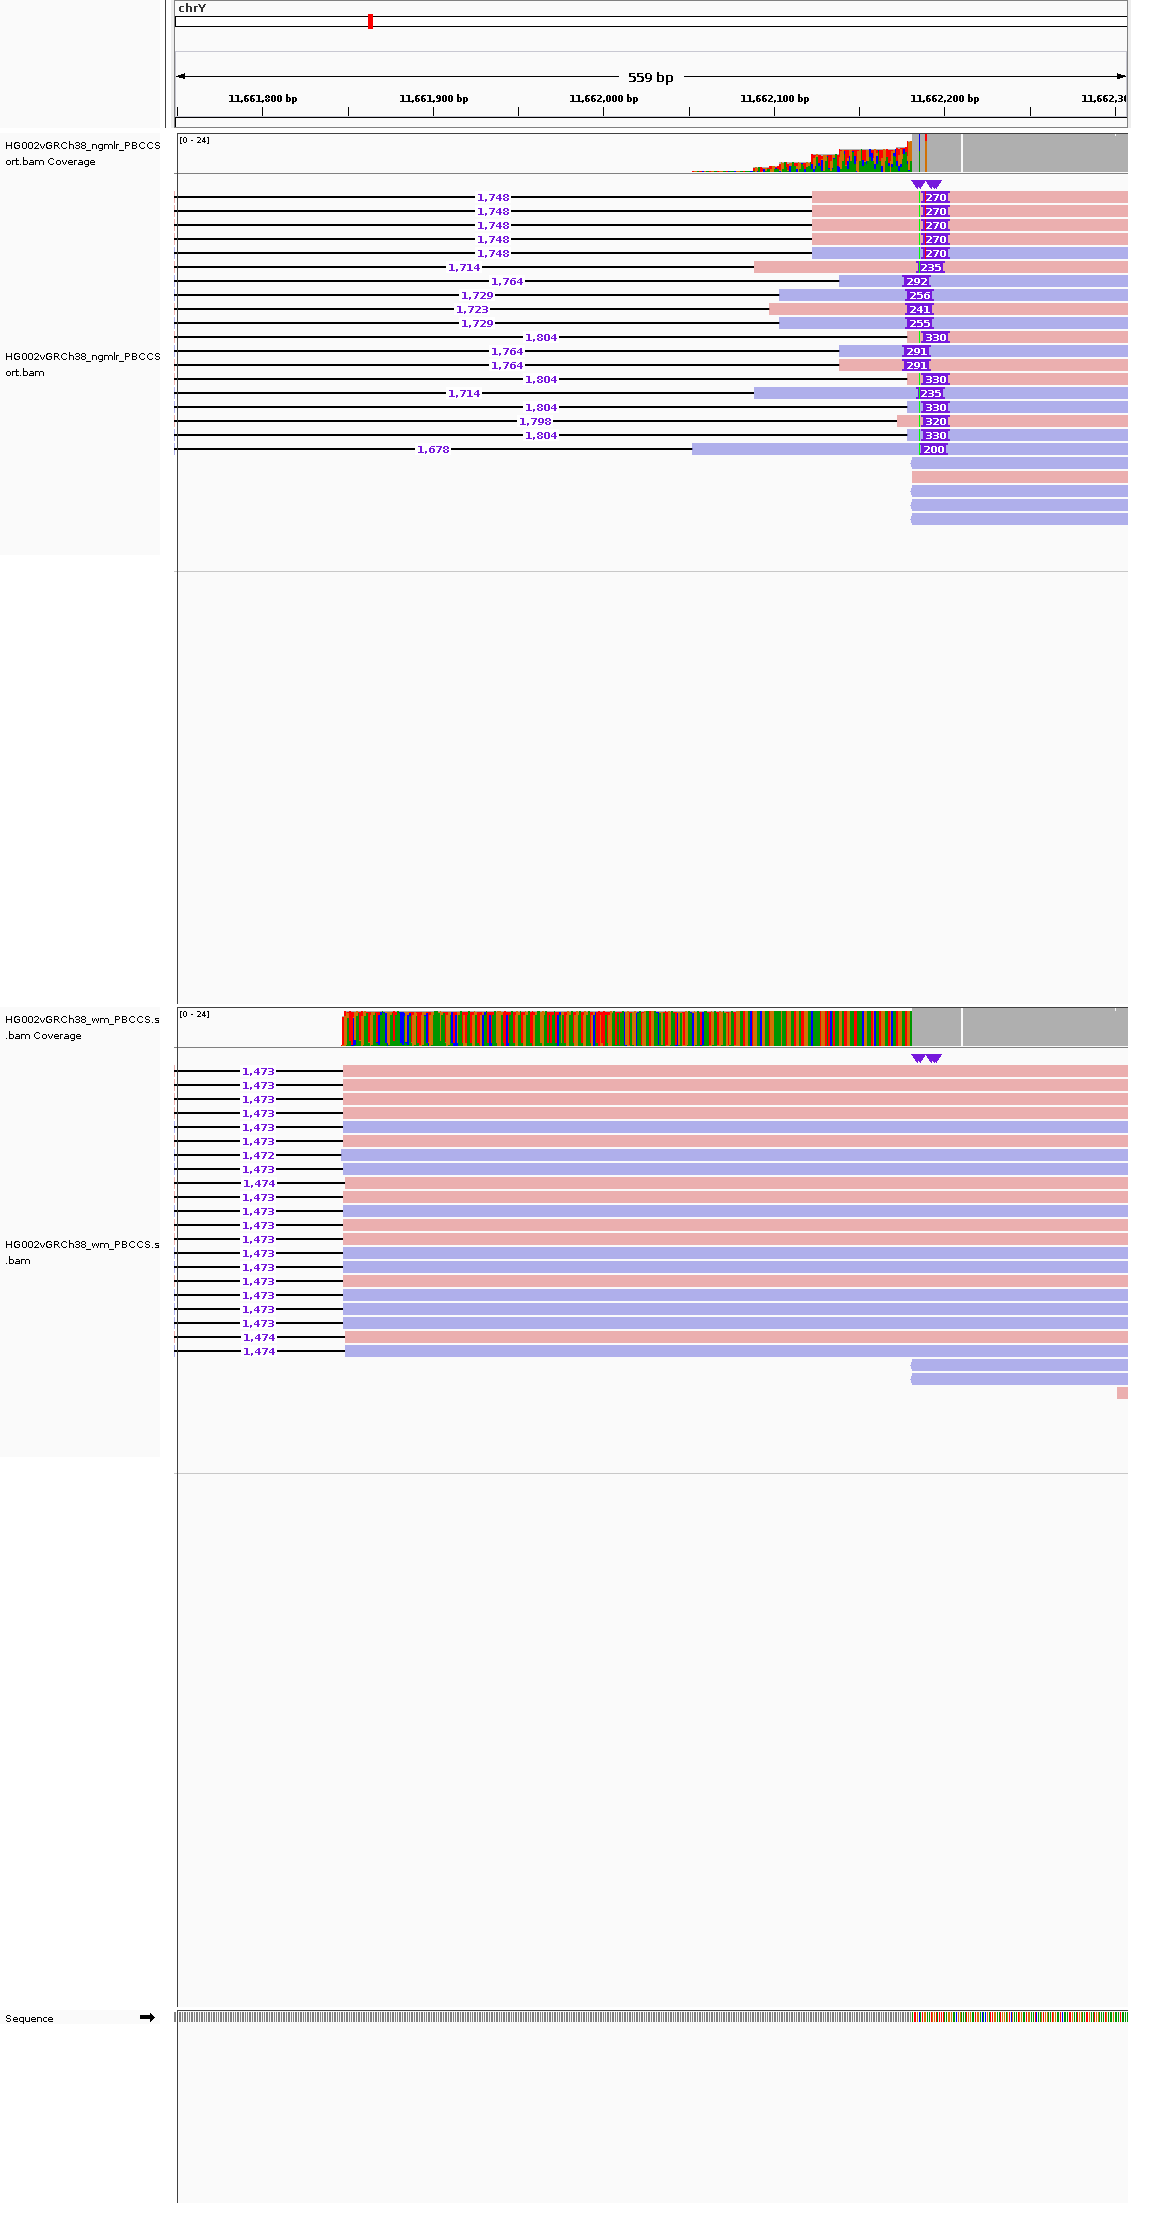 chrY
559 bp
11,661,800 bp 11,661,900 bp 11,662,000 bp 11,662,100 bp 11,662,200 bp 11,662,30
HG002vGRCh38_ngmlr_PBCCS
ort.bam Coverage
[0 - 24]
1,748 270
1,748 270
1,748 270
1,748 270
1,748 270
1,714 235
1,764 292
1,729 256
1,723 241
1,729 255
1,804 330
1,764 291
HG002vGRCh38_ngmlr_PBCCS
ort.bam
1,764 291
1,804 330
1,714 235
1,804 330
1,798 320
1,804 330
1,678 200
HG002vGRCh38_wm_PBCCS.s
.bam Coverage
[0 - 24]
1,473
1,473
1,473
1,473
1,473
1,473
1,472
1,473
1,474
1,473
1,473
1,473
1,473
HG002vGRCh38_wm_PBCCS.s
.bam
1,473
1,473
1,473
1,473
1,473
1,473
1,474
1,474
Sequence